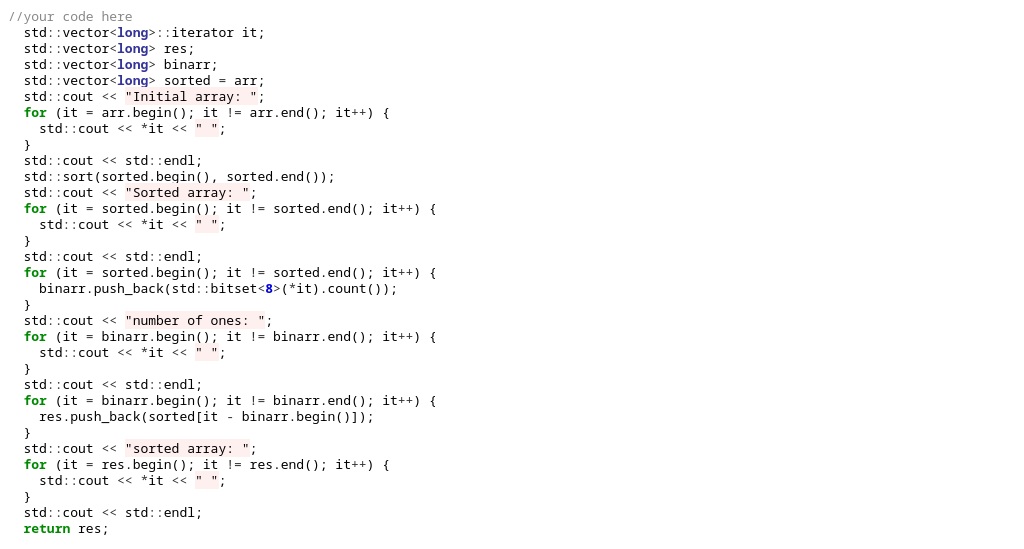 //your code here
  std::vector<long>::iterator it;
  std::vector<long> res;
  std::vector<long> binarr;
  std::vector<long> sorted = arr;
  std::cout << "Initial array: ";
  for (it = arr.begin(); it != arr.end(); it++) {
    std::cout << *it << " ";
  }
  std::cout << std::endl;
  std::sort(sorted.begin(), sorted.end());
  std::cout << "Sorted array: ";
  for (it = sorted.begin(); it != sorted.end(); it++) {
    std::cout << *it << " ";
  }
  std::cout << std::endl;
  for (it = sorted.begin(); it != sorted.end(); it++) {
    binarr.push_back(std::bitset<8>(*it).count());
  }
  std::cout << "number of ones: ";
  for (it = binarr.begin(); it != binarr.end(); it++) {
    std::cout << *it << " ";
  }
  std::cout << std::endl;
  for (it = binarr.begin(); it != binarr.end(); it++) {
    res.push_back(sorted[it - binarr.begin()]);
  }
  std::cout << "sorted array: ";
  for (it = res.begin(); it != res.end(); it++) {
    std::cout << *it << " ";
  }
  std::cout << std::endl;
  return res;